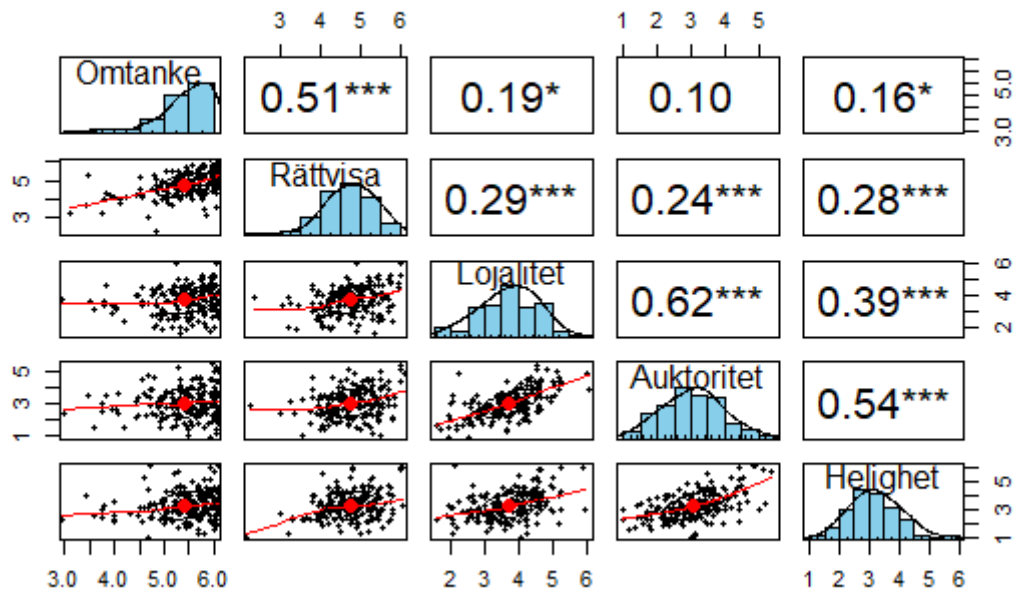 3 4 5 6 1 2 3 4 5
Omtanke 0.51*** 0.19* 0.10 0.16* 3.0 5.0
5 3 Rättvisa 0.29*** 0.24*** 0.28***
Lojalitet 0.62*** 0.39*** 2 4 6
5 3 1 Auktoritet 0.54***
Helighet 1 3 5
3.0 4.0 5.0 6.0 2 3 4 5 6 1 2 3 4 5 6